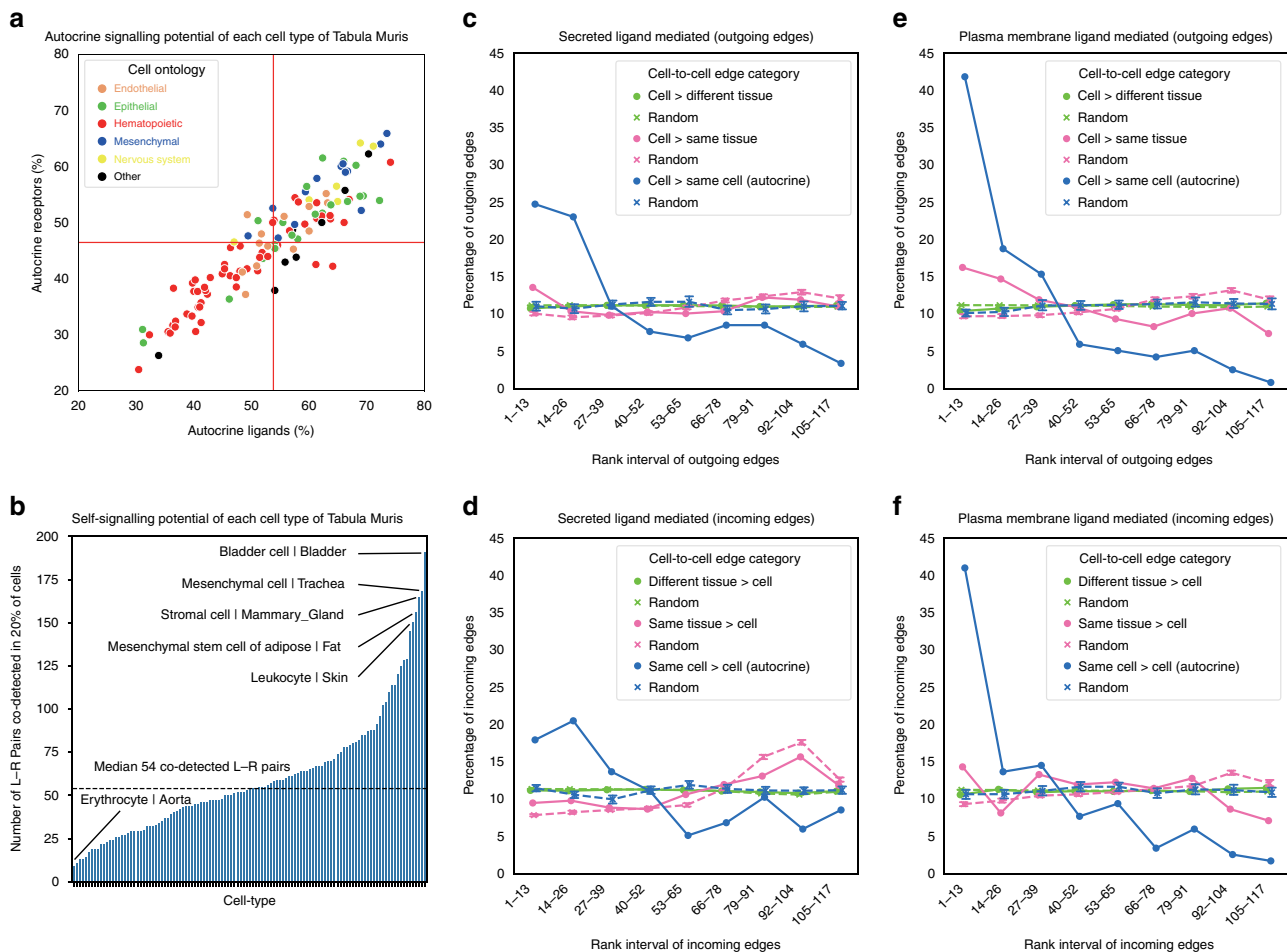 a
Autocrine signalling potential of each cell type of Tabula Muris
80
70
60
50
40
30
20
Autocrine receptors (%)
Cell ontology
Endothelial
Epithelial
Hematopoietic
Mesenchymal
Nervous system
Other
20 30 40 50 60 70 80
Autocrine ligands (%)
b
Self-signalling potential of each cell type of Tabula Muris
200
175
150
125
100
75
50
25
0
Number of L–R Pairs co-detected in 20% of cells
Bladder cell | Bladder
Mesenchymal cell | Trachea
Stromal cell | Mammary_Gland
Mesenchymal stem cell of adipose | Fat
Leukocyte | Skin
Median 54 co-detected L–R pairs
Erythrocyte | Aorta
Cell-type
c
Secreted ligand mediated (outgoing edges)
45
40
35
30
25
20
15
10
5
0
Percentage of outgoing edges
Cell-to-cell edge category
Cell > different tissue
Random
Cell > same tissue
Random
Cell > same cell (autocrine)
Random
1–13 14–26 27–39 40–52 53–65 66–78 79–91 92–104 105–117
Rank interval of outgoing edges
d
Secreted ligand mediated (incoming edges)
45
40
35
30
25
20
15
10
5
0
Percentage of incoming edges
Cell-to-cell edge category
Different tissue > cell
Random
Same tissue > cell
Random
Same cell > cell (autocrine)
Random
1–13 14–26 27–39 40–52 53–65 66–78 79–91 92–104 105–117
Rank interval of incoming edges
e
Plasma membrane ligand mediated (outgoing edges)
45
40
35
30
25
20
15
10
5
0
Percentage of outgoing edges
Cell-to-cell edge category
Cell > different tissue
Random
Cell > same tissue
Random
Cell > same cell (autocrine)
Random
1–13 14–26 27–39 40–52 53–65 66–78 79–91 92–104 105–117
Rank interval of outgoing edges
f
Plasma membrane ligand mediated (incoming edges)
45
40
35
30
25
20
15
10
5
0
Percentage of incoming edges
Cell-to-cell edge category
Different tissue > cell
Random
Same tissue > cell
Random
Same cell > cell (autocrine)
Random
1–13 14–26 27–39 40–52 53–65 66–78 79–91 92–104 105–117
Rank interval of incoming edges